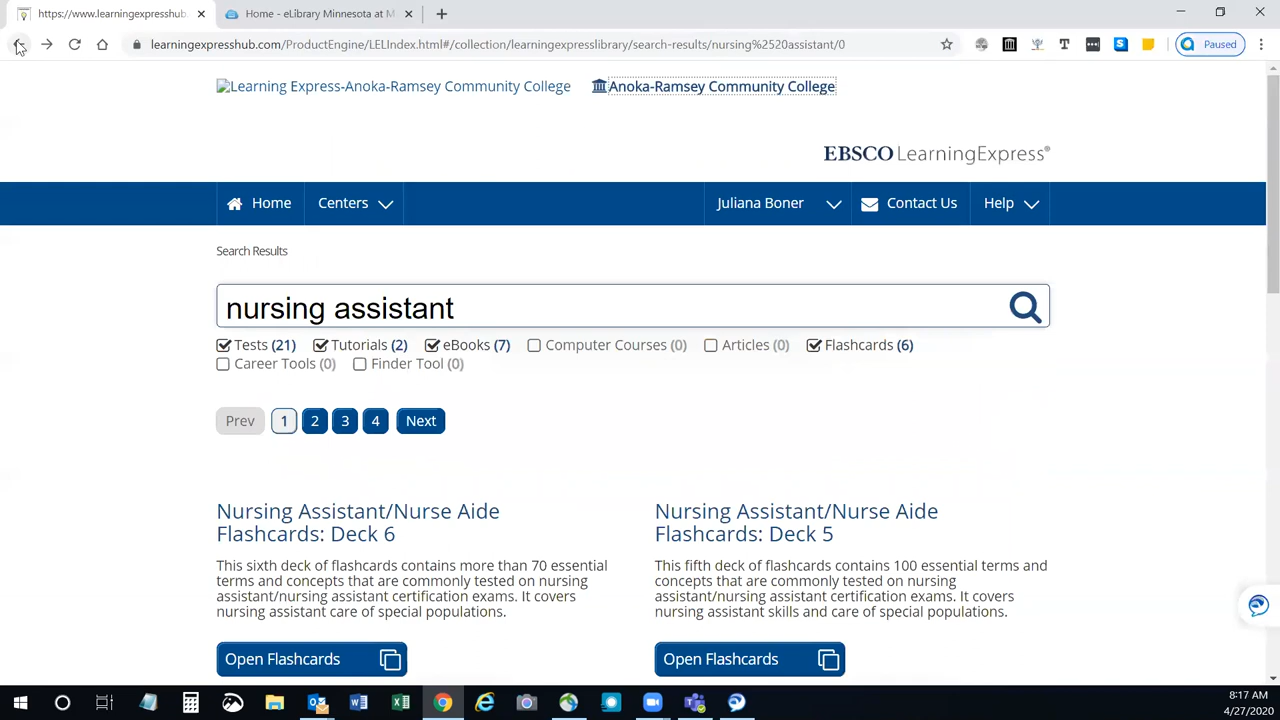 https://www.learningexpresshub.
Home - eLibrary Minnesota at M
learningexpresshub.com/ProductEngine/LELIndex.html#/collection/learningexpresslibrary/search-results/nursing%2520assistant/0
Paused
Learning Express-Anoka-Ramsey Community College
Anoka-Ramsey Community College
EBSCO LearningExpress®
Home
Centers
Juliana Boner
Contact Us
Help
Search Results
nursing assistant
Tests (21)
Tutorials (2)
eBooks (7)
Computer Courses (0)
Articles (0)
Flashcards (6)
Career Tools (0)
Finder Tool (0)
Prev
1
2
3
4
Next
Nursing Assistant/Nurse Aide
Flashcards: Deck 6
This sixth deck of flashcards contains more than 70 essential
terms and concepts that are commonly tested on nursing
assistant/nursing assistant certification exams. It covers
nursing assistant care of special populations.
Open Flashcards
Nursing Assistant/Nurse Aide
Flashcards: Deck 5
This fifth deck of flashcards contains 100 essential terms and
concepts that are commonly tested on nursing
assistant/nursing assistant certification exams. It covers
nursing assistant skills and care of special populations.
Open Flashcards
8:17 AM
4/27/2020